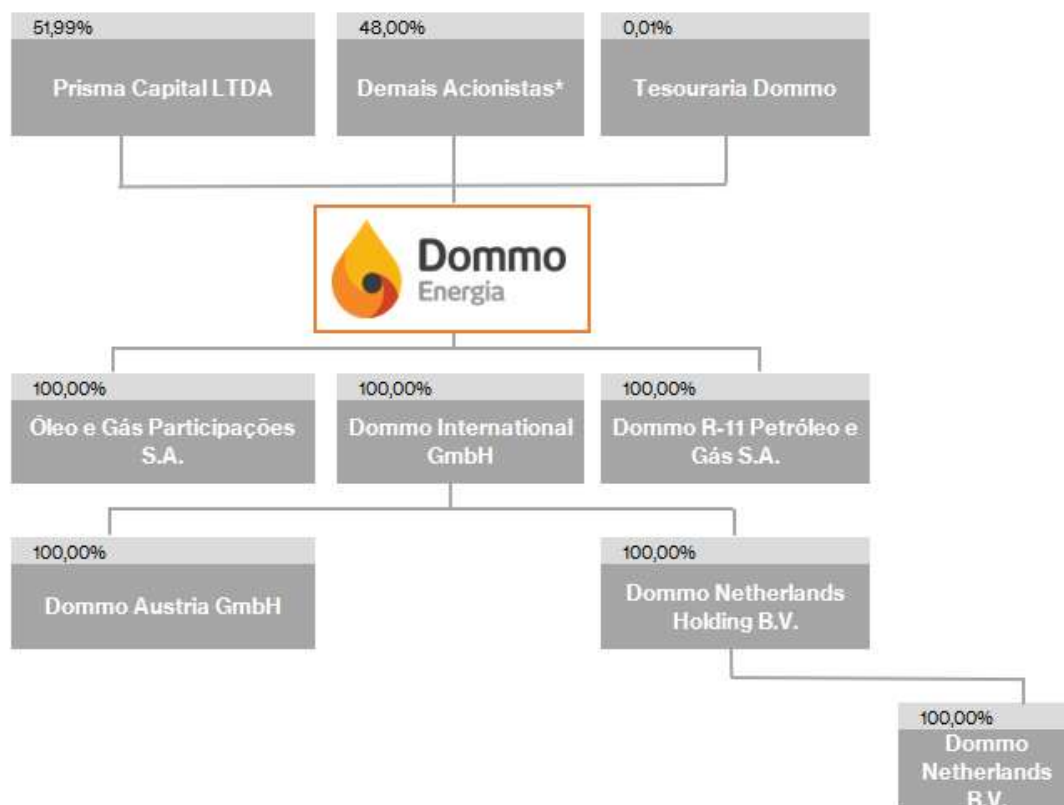 51,99%
Prisma Capital LTDA
48,00%
Demais Acionistas*
0,01%
Tesouraria Dommo
Dommo
Energia
100,00%
Óleo e Gás Participações
S.A.
100,00%
Dommo International
GmbH
100,00%
Dommo R-11 Petróleo e
Gás S.A.
100,00%
Dommo Austria GmbH
100,00%
Dommo Netherlands
Holding B.V.
100,00%
Dommo
Netherlands
B.V.